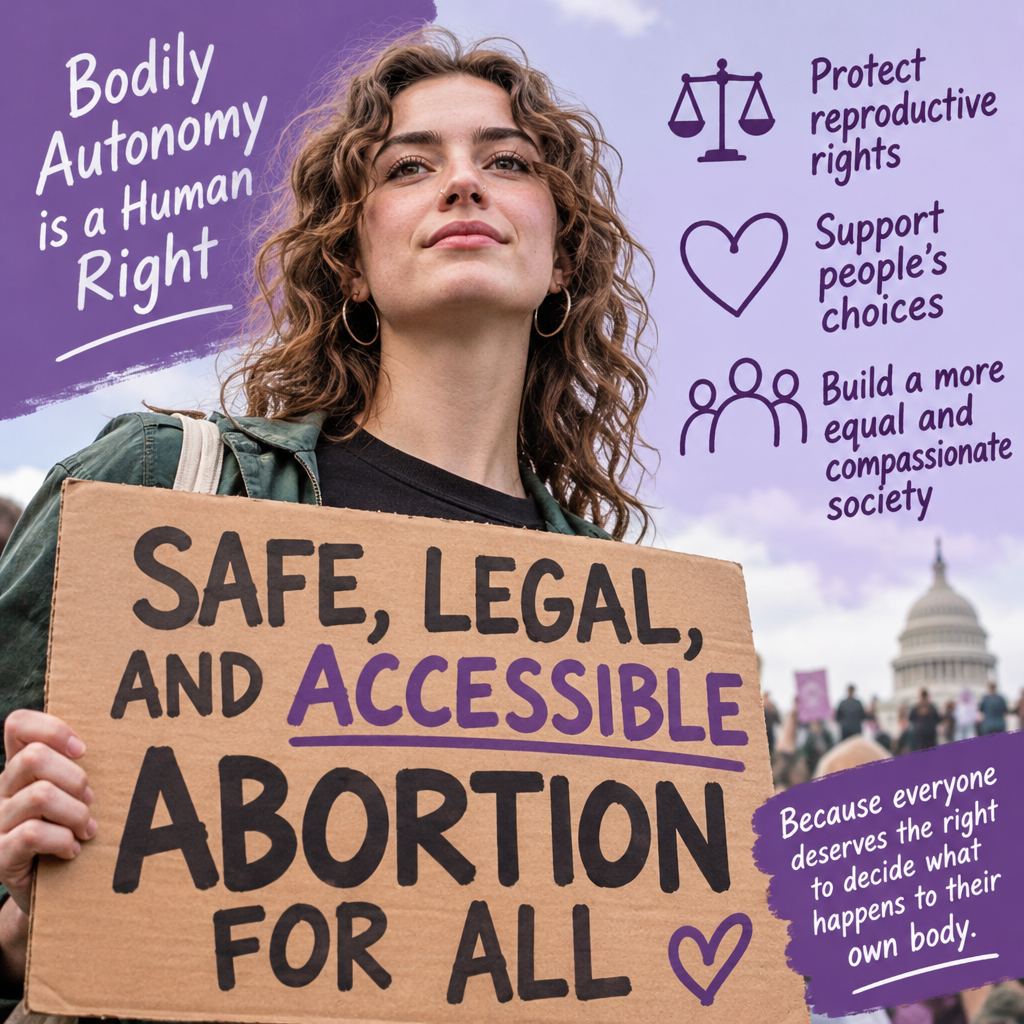 Bodily
Autonomy
is a Human
Right
Protect
reproductive
rights
Support
people's
choices
Build a more
equal and
compassionate
society
SAFE, LEGAL,
AND ACCESSIBLE
ABORTION
FOR ALL
Because everyone
deserves the right
to decide what
happens to their
own body.